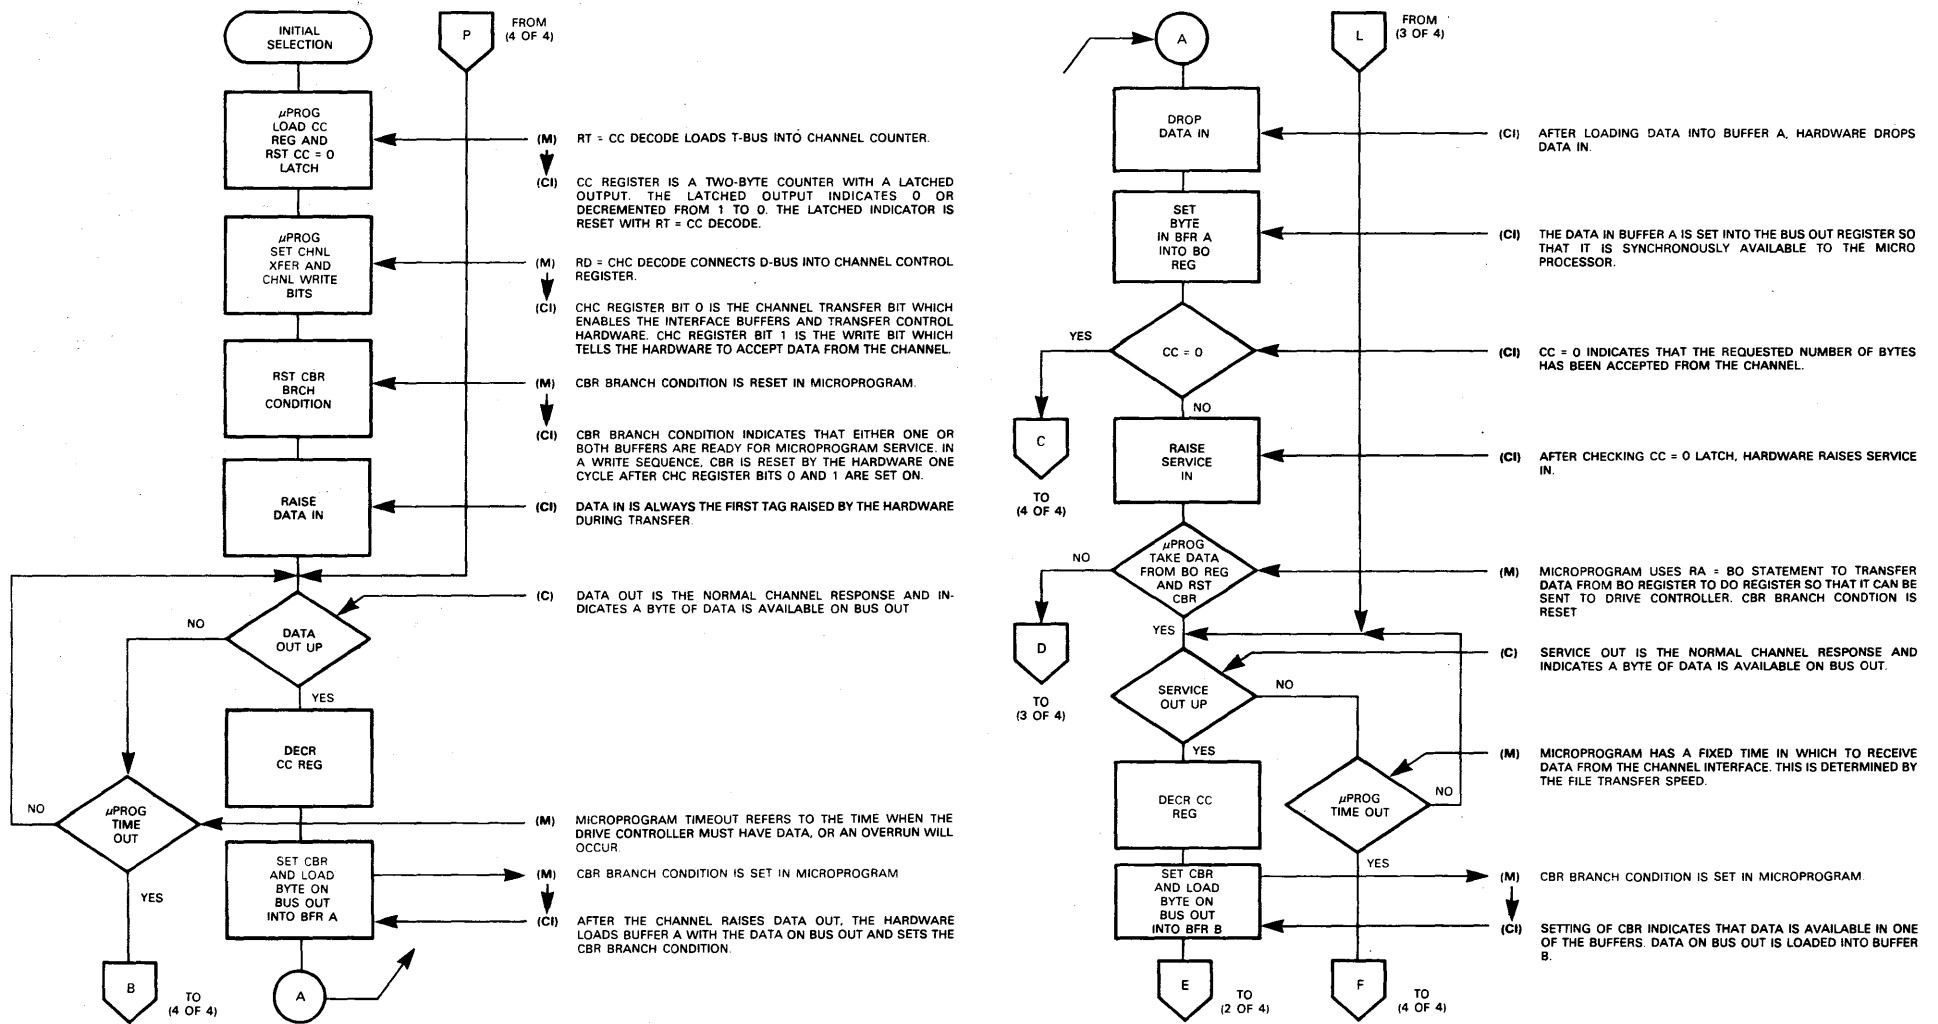 INITIAL
SELECTION
P
FROM
(4 OF 4)
μPROG
LOAD CC
REG AND
RST CC = 0
LATCH
(M) RT = CC DECODE LOADS T-BUS INTO CHANNEL COUNTER.
(CI) CC REGISTER IS A TWO-BYTE COUNTER WITH A LATCHED
OUTPUT. THE LATCHED OUTPUT INDICATES 0 OR
DECREMENTED FROM 1 TO 0. THE LATCHED INDICATOR IS
RESET WITH RT = CC DECODE.
μPROG
SET CHNL
XFER AND
CHNL WRITE
BITS
(M) RD = CHC DECODE CONNECTS D-BUS INTO CHANNEL CONTROL
REGISTER.
(CI) CHC REGISTER BIT 0 IS THE CHANNEL TRANSFER BIT WHICH
ENABLES THE INTERFACE BUFFERS AND TRANSFER CONTROL
HARDWARE. CHC REGISTER BIT 1 IS THE WRITE BIT WHICH
TELLS THE HARDWARE TO ACCEPT DATA FROM THE CHANNEL.
RST CBR
BRCH
CONDITION
(M) CBR BRANCH CONDITION IS RESET IN MICROPROGRAM.
(CI) CBR BRANCH CONDITION INDICATES THAT EITHER ONE OR
BOTH BUFFERS ARE READY FOR MICROPROGRAM SERVICE. IN
A WRITE SEQUENCE, CBR IS RESET BY THE HARDWARE ONE
CYCLE AFTER CHC REGISTER BITS 0 AND 1 ARE SET ON.
RAISE
DATA IN
(CI) DATA IN IS ALWAYS THE FIRST TAG RAISED BY THE HARDWARE
DURING TRANSFER.
(C) DATA OUT IS THE NORMAL CHANNEL RESPONSE AND IN-
DICATES A BYTE OF DATA IS AVAILABLE ON BUS OUT
NO
DATA
OUT UP
YES
DECR
CC REG
NO
μPROG
TIME
OUT
(M) MICROPROGRAM TIMEOUT REFERS TO THE TIME WHEN THE
DRIVE CONTROLLER MUST HAVE DATA, OR AN OVERRUN WILL
OCCUR.
YES
SET CBR
AND LOAD
BYTE ON
BUS OUT
INTO BFR A
(M) CBR BRANCH CONDITION IS SET IN MICROPROGRAM
(CI) AFTER THE CHANNEL RAISES DATA OUT, THE HARDWARE
LOADS BUFFER A WITH THE DATA ON BUS OUT AND SETS THE
CBR BRANCH CONDITION.
B
TO
(4 OF 4)
A
A
L
FROM
(3 OF 4)
DROP
DATA IN
(CI) AFTER LOADING DATA INTO BUFFER A, HARDWARE DROPS
DATA IN.
SET
BYTE
IN BFR A
INTO BO
REG
(CI) THE DATA IN BUFFER A IS SET INTO THE BUS OUT REGISTER SO
THAT IT IS SYNCHRONOUSLY AVAILABLE TO THE MICRO
PROCESSOR.
YES
CC = 0
(CI) CC = 0 INDICATES THAT THE REQUESTED NUMBER OF BYTES
HAS BEEN ACCEPTED FROM THE CHANNEL.
NO
C
TO
(4 OF 4)
RAISE
SERVICE
IN
(CI) AFTER CHECKING CC = 0 LATCH, HARDWARE RAISES SERVICE
IN.
NO
μPROG
TAKE DATA
FROM BO REG
AND RST
CBR
(M) MICROPROGRAM USES RA = BO STATEMENT TO TRANSFER
DATA FROM BO REGISTER TO DO REGISTER SO THAT IT CAN BE
SENT TO DRIVE CONTROLLER. CBR BRANCH CONDTION IS
RESET
YES
D
TO
(3 OF 4)
(C) SERVICE OUT IS THE NORMAL CHANNEL RESPONSE AND
INDICATES A BYTE OF DATA IS AVAILABLE ON BUS OUT.
SERVICE
OUT UP
NO
YES
(M) MICROPROGRAM HAS A FIXED TIME IN WHICH TO RECEIVE
DATA FROM THE CHANNEL INTERFACE. THIS IS DETERMINED BY
THE FILE TRANSFER SPEED.
DECR CC
REG
μPROG
TIME OUT
NO
YES
SET CBR
AND LOAD
BYTE ON
BUS OUT
INTO BFR B
(M) CBR BRANCH CONDITION IS SET IN MICROPROGRAM.
(CI) SETTING OF CBR INDICATES THAT DATA IS AVAILABLE IN ONE
OF THE BUFFERS. DATA ON BUS OUT IS LOADED INTO BUFFER
B.
E
TO
(2 OF 4)
F
TO
(4 OF 4)